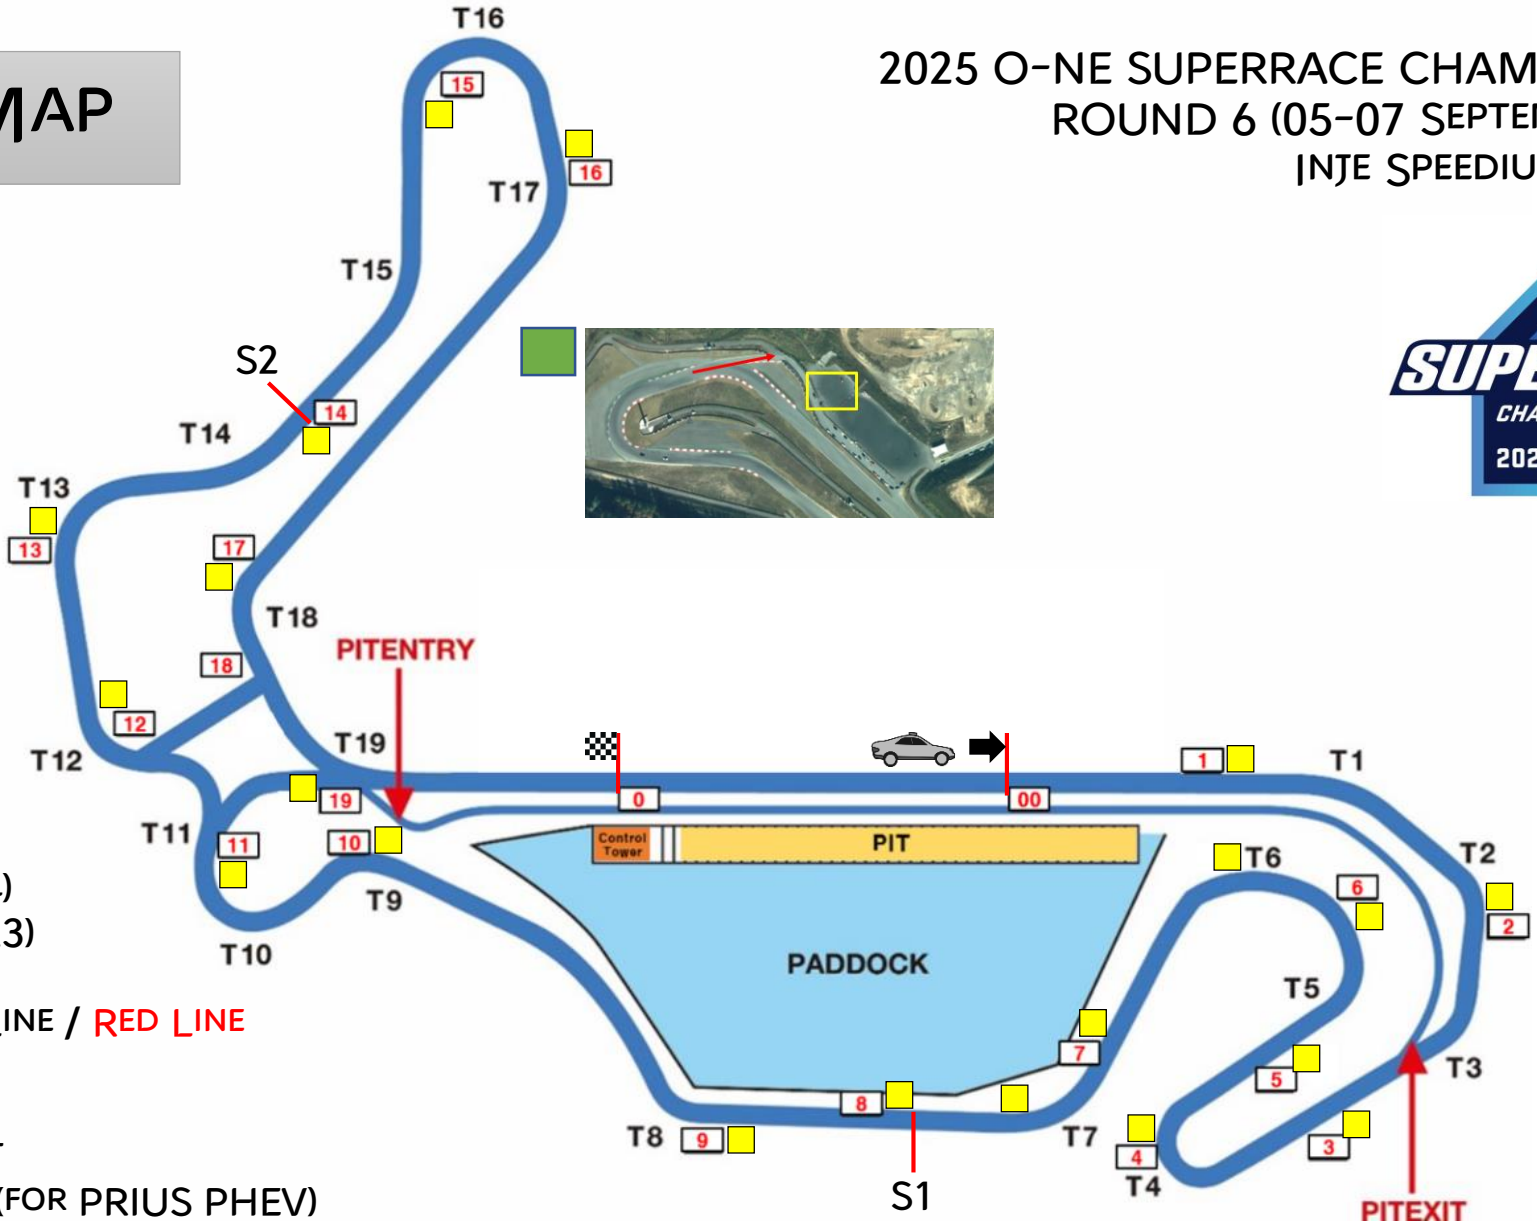 MAP
2025 O-NE SUPERRACE CHAM
ROUND 6 (05-07 SEPTE
INJE SPEEDIU
SUPE
CHA
202
T16
15
16
T17
T15
S2
14
T14
T13
13
17
T18
18
PITENTRY
12
T12
T19
19
0
00
1
T1
T11
11
10
Control
Tower
PIT
T6
T2
6
2
T9
3)
T10
PADDOCK
T5
INE / RED LINE
7
5
T3
8
T8
9
T7
4
3
T4
(FOR PRIUS PHEV)
S1
PITEXIT